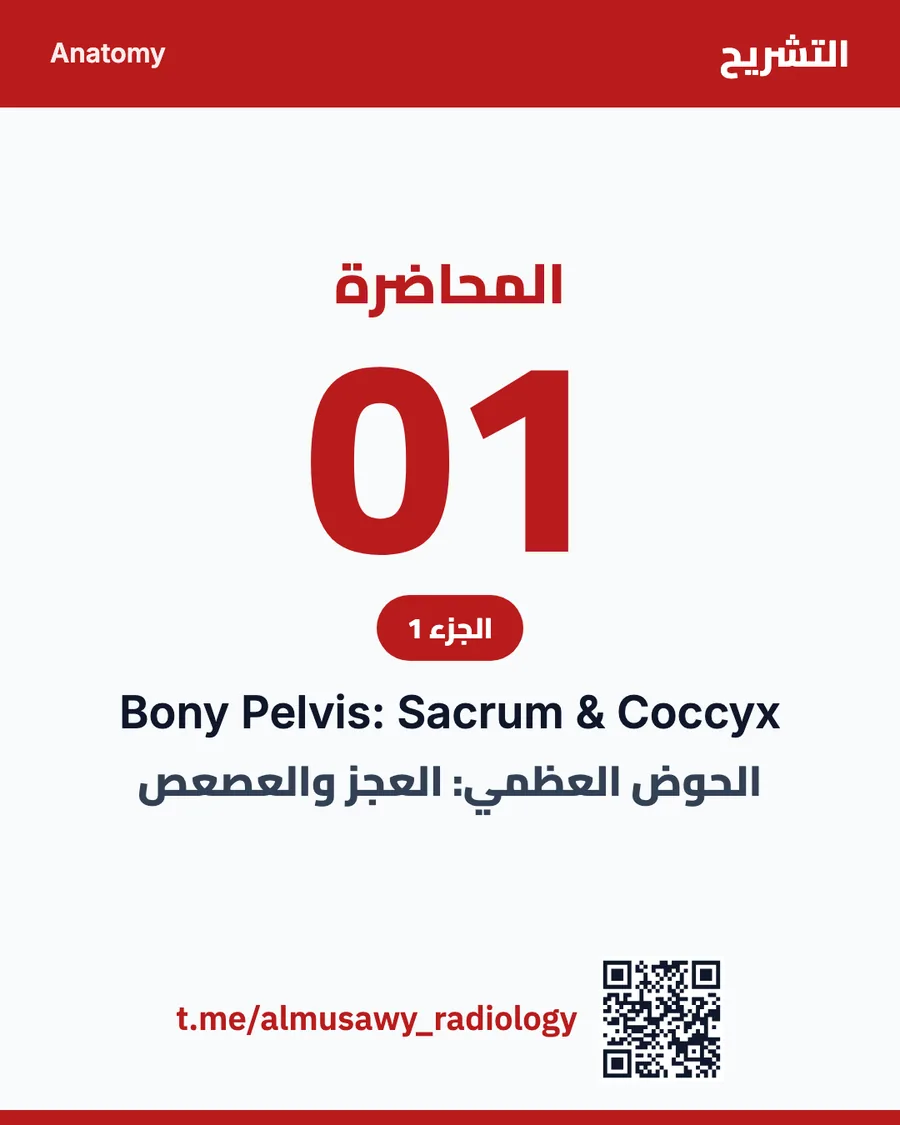 Anatomy
التشريح
المحاضرة
01
الجزء 1
Bony Pelvis: Sacrum & Coccyx
الحوض العظمي: العجز والعصعص
t.me/almusawy_radiology